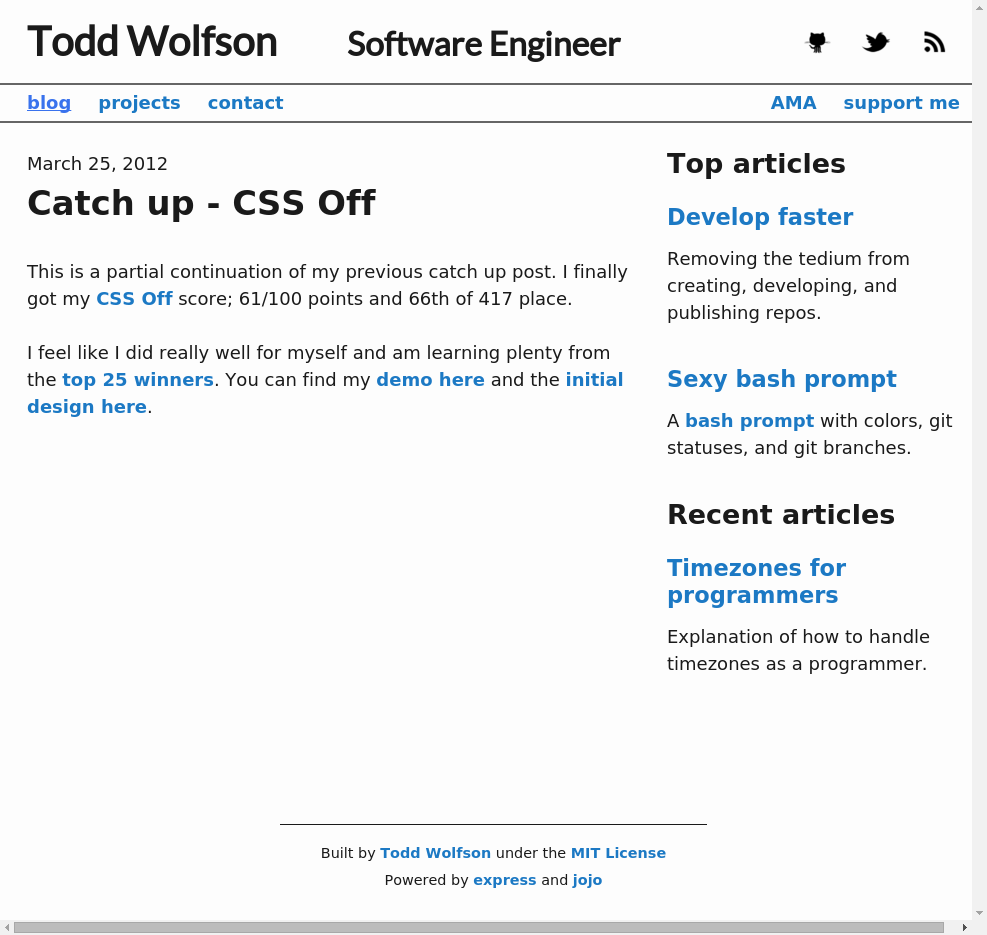 Todd Wolfson
Software Engineer
blog projects contact
AMA support me
March 25, 2012
Catch up - CSS Off
This is a partial continuation of my previous catch up post. I finally
got my CSS Off score; 61/100 points and 66th of 417 place.
I feel like I did really well for myself and am learning plenty from
the top 25 winners. You can find my demo here and the initial
design here.
Top articles
Develop faster
Removing the tedium from
creating, developing, and
publishing repos.
Sexy bash prompt
A bash prompt with colors, git
statuses, and git branches.
Recent articles
Timezones for
programmers
Explanation of how to handle
timezones as a programmer.
Built by Todd Wolfson under the MIT License
Powered by express and jojo